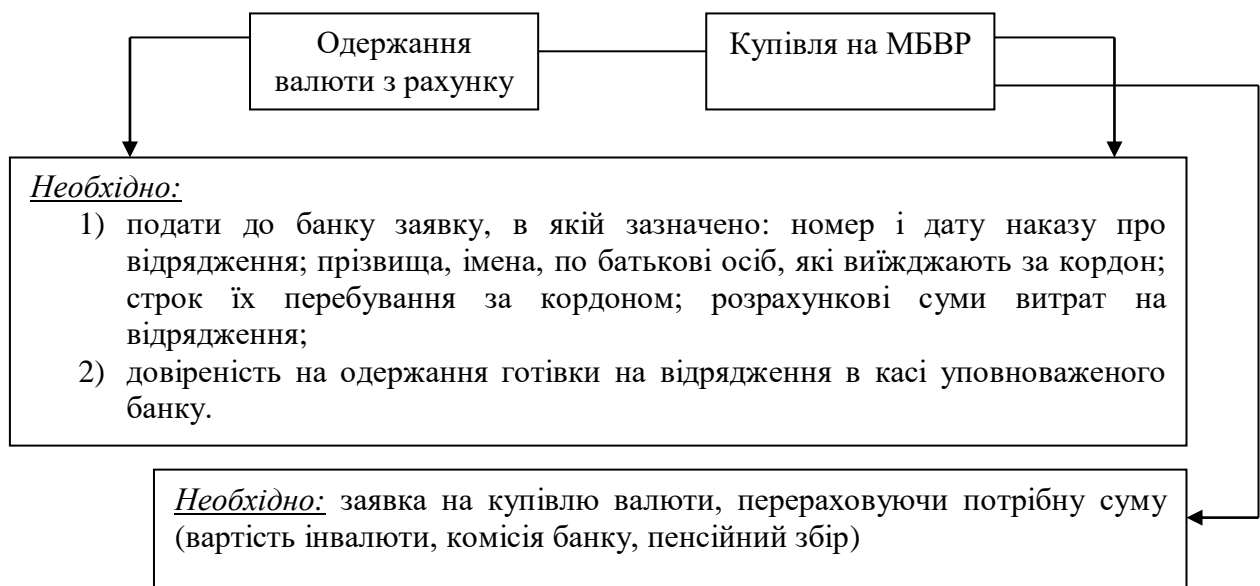 Одержання
валюти з рахунку
Купівля на МБВР
Необхідно:
1) подати до банку заявку, в якій зазначено: номер і дату наказу про
відрядження; прізвища, імена, по батькові осіб, які виїжджають за кордон;
строк їх перебування за кордоном; розрахункові суми витрат на
відрядження;
2) довіреність на одержання готівки на відрядження в касі уповноваженого
банку.
Необхідно: заявка на купівлю валюти, перераховуючи потрібну суму
(вартість інвалюти, комісія банку, пенсійний збір)